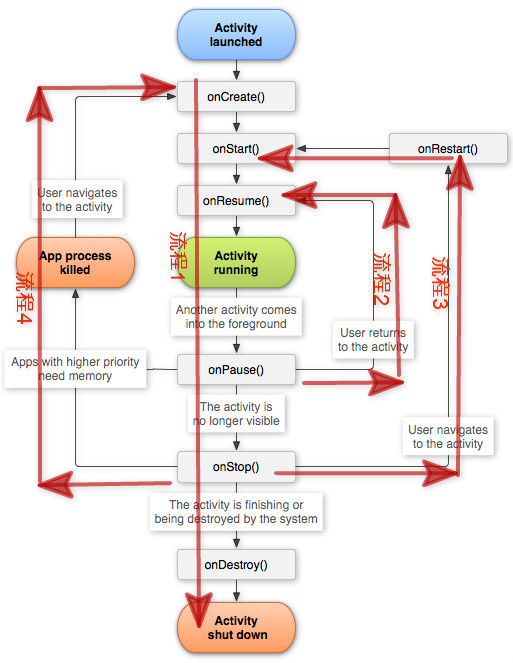 Activity
launched
onCreate()
onStart()
onRestart()
User navigates
to the activity
onResume()
App process
killed
Activity
running
流程1
流程2
流程3
流程4
Another activity comes
into the foreground
User returns
to the activity
Apps with higher priority
need memory
onPause()
The activity is
no longer visible
User navigates
to the activity
onStop()
The activity is finishing or
being destroyed by the system
onDestroy()
Activity
shut down